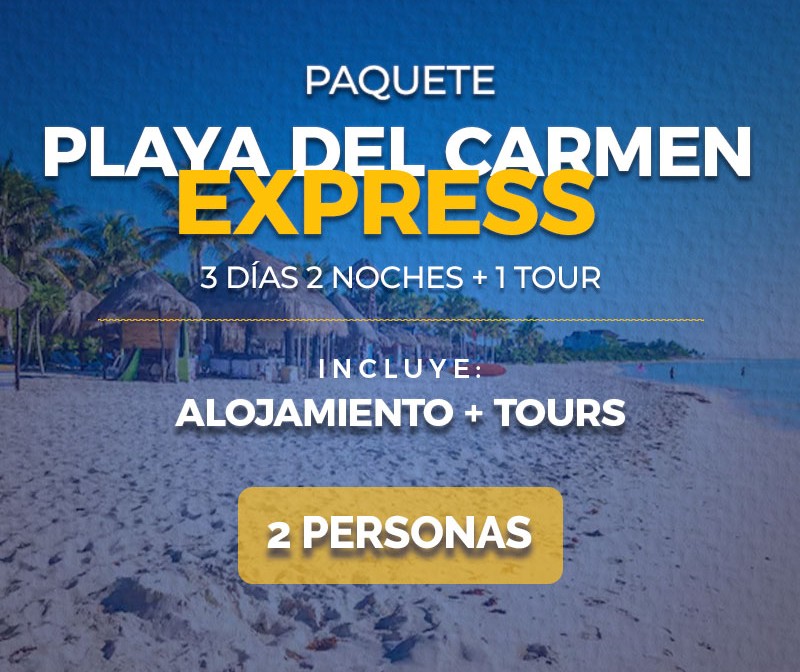 PAQUETE
PLAYA DEL CARMEN
EXPRESS
3 DÍAS 2 NOCHES + 1 TOUR
INCLUYE:
ALOJAMIENTO + TOURS
2 PERSONAS